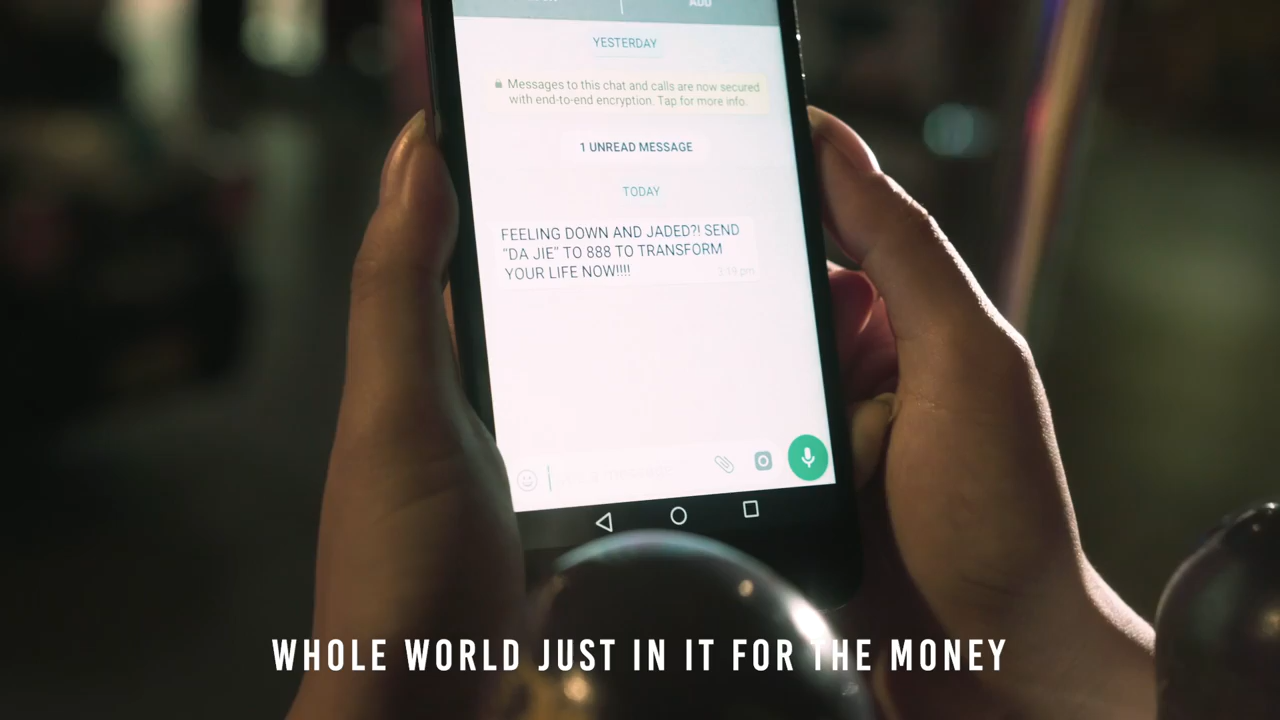 ADD
YESTERDAY
Messages to this chat and calls are now secured
with end-to-end encryption. Tap for more info.
1 UNREAD MESSAGE
TODAY
FEELING DOWN AND JADED?! SEND
“DA JIE” TO 888 TO TRANSFORM
YOUR LIFE NOW!!!!
WHOLE WORLD JUST IN IT FOR THE MONEY